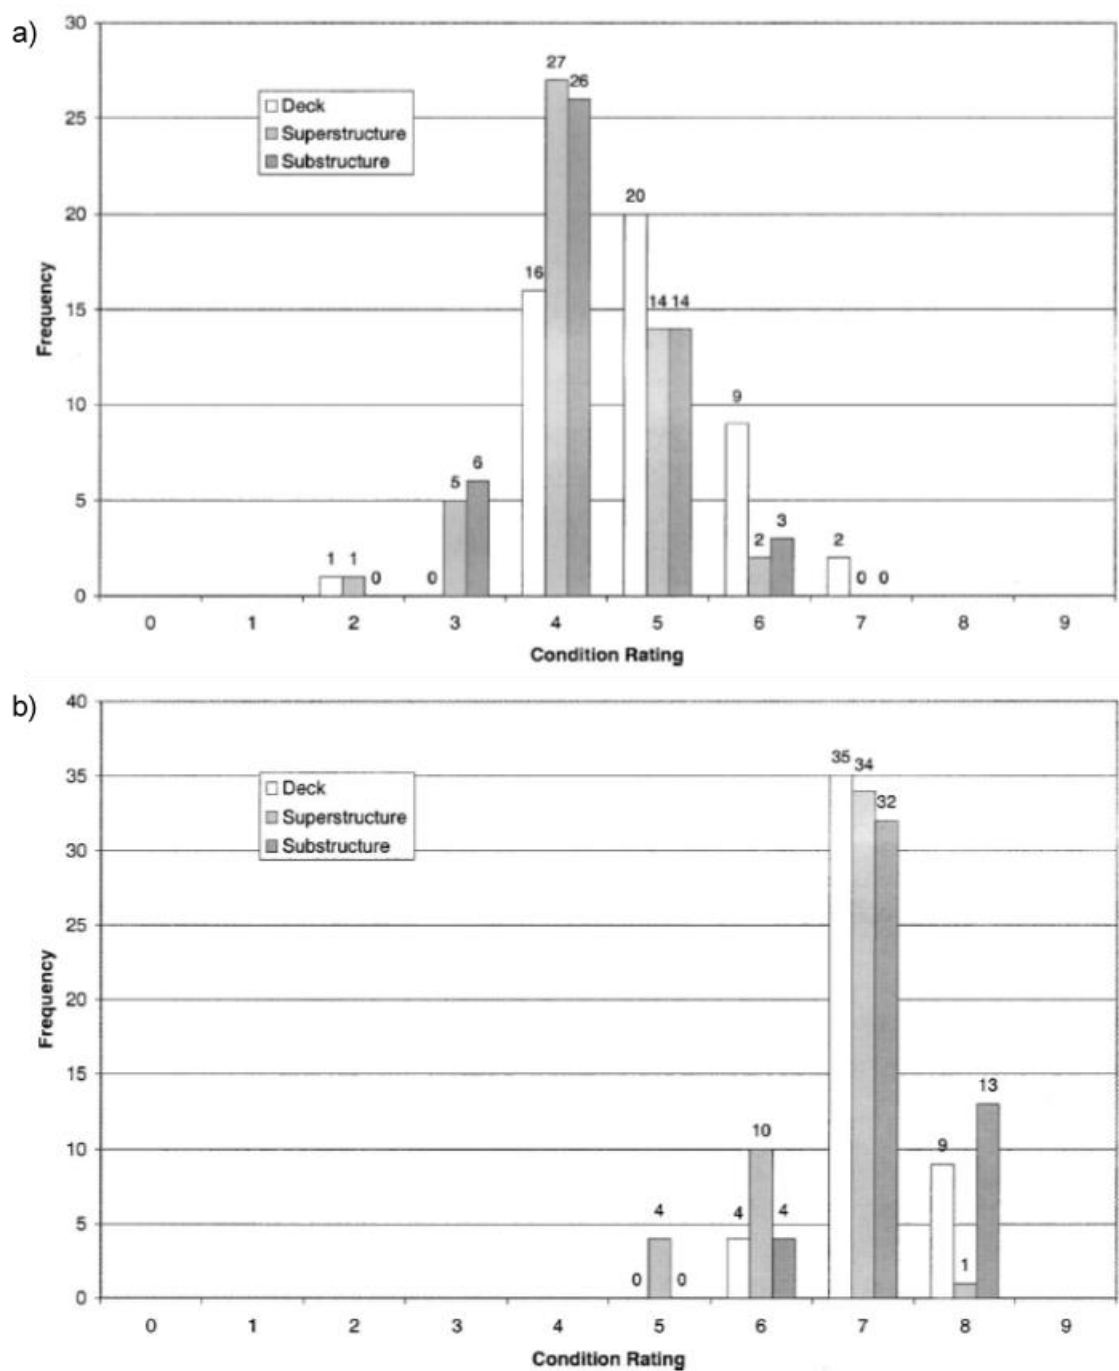 a)
30
25
20
15
10
5
0
Frequency
Deck
Superstructure
Substructure
1 1 0
0 5 6
16 27 26
20 14 14
9 2 3
2 0 0
0 1 2 3 4 5 6 7 8 9
Condition Rating
b)
40
35
30
25
20
15
10
5
0
Frequency
Deck
Superstructure
Substructure
0 4 0
4 10 4
35 34 32
9 1 13
0 1 2 3 4 5 6 7 8 9
Condition Rating